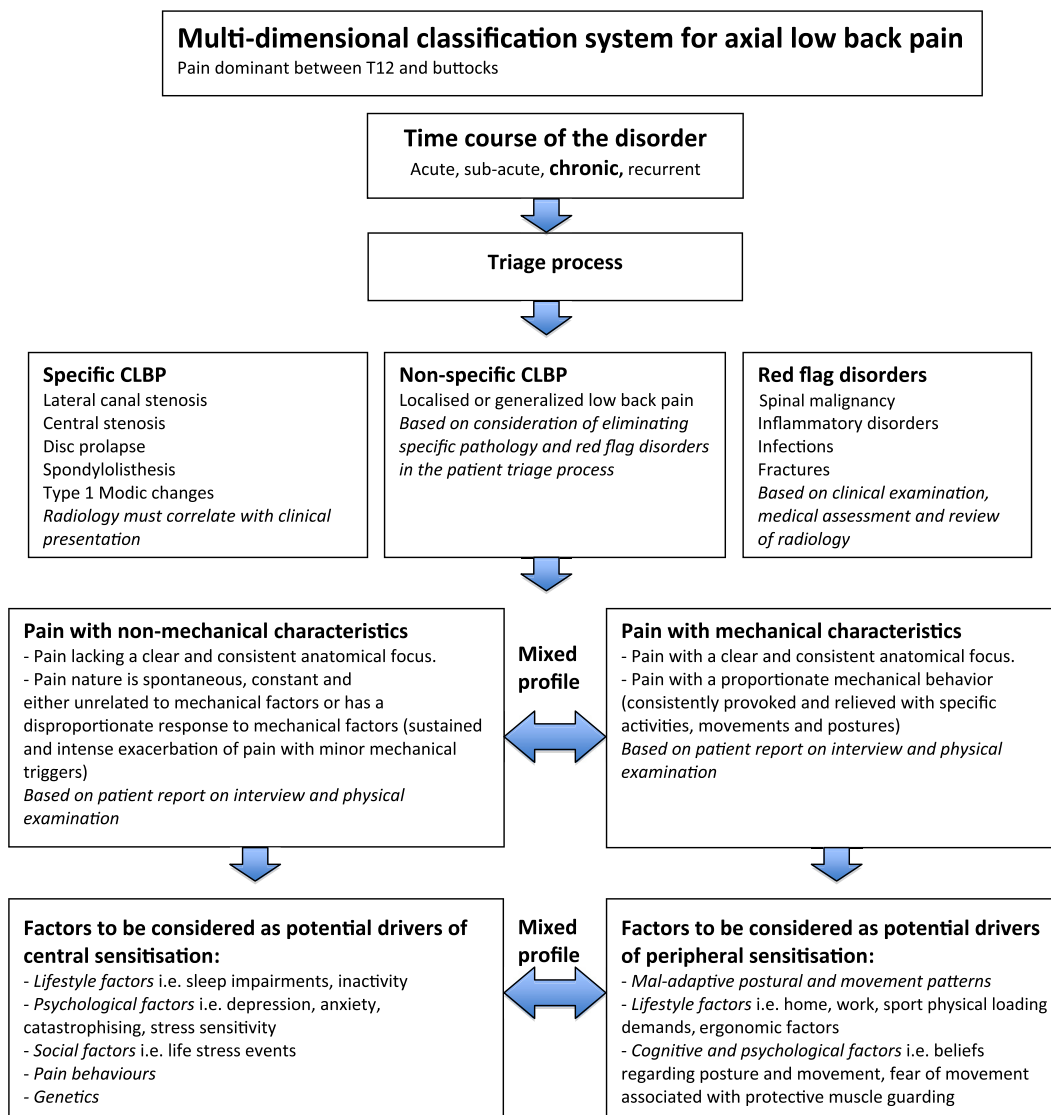 Multi-dimensional classification system for axial low back pain
Pain dominant between T12 and buttocks
Time course of the disorder
Acute, sub-acute, chronic, recurrent
Triage process
Specific CLBP
Lateral canal stenosis
Central stenosis
Disc prolapse
Spondylolisthesis
Type 1 Modic changes
Radiology must correlate with clinical
presentation
Non-specific CLBP
Localised or generalized low back pain
Based on consideration of eliminating
specific pathology and red flag disorders
in the patient triage process
Red flag disorders
Spinal malignancy
Inflammatory disorders
Infections
Fractures
Based on clinical examination,
medical assessment and review
of radiology
Pain with non-mechanical characteristics
- Pain lacking a clear and consistent anatomical focus.
- Pain nature is spontaneous, constant and
either unrelated to mechanical factors or has a
disproportionate response to mechanical factors (sustained
and intense exacerbation of pain with minor mechanical
triggers)
Based on patient report on interview and physical
examination
Mixed
profile
Pain with mechanical characteristics
- Pain with a clear and consistent anatomical focus.
- Pain with a proportionate mechanical behavior
(consistently provoked and relieved with specific
activities, movements and postures)
Based on patient report on interview and physical
examination
Factors to be considered as potential drivers of
central sensitisation:
- Lifestyle factors i.e. sleep impairments, inactivity
- Psychological factors i.e. depression, anxiety,
catastrophising, stress sensitivity
- Social factors i.e. life stress events
- Pain behaviours
- Genetics
Mixed
profile
Factors to be considered as potential drivers
of peripheral sensitisation:
- Mal-adaptive postural and movement patterns
- Lifestyle factors i.e. home, work, sport physical loading
demands, ergonomic factors
- Cognitive and psychological factors i.e. beliefs
regarding posture and movement, fear of movement
associated with protective muscle guarding